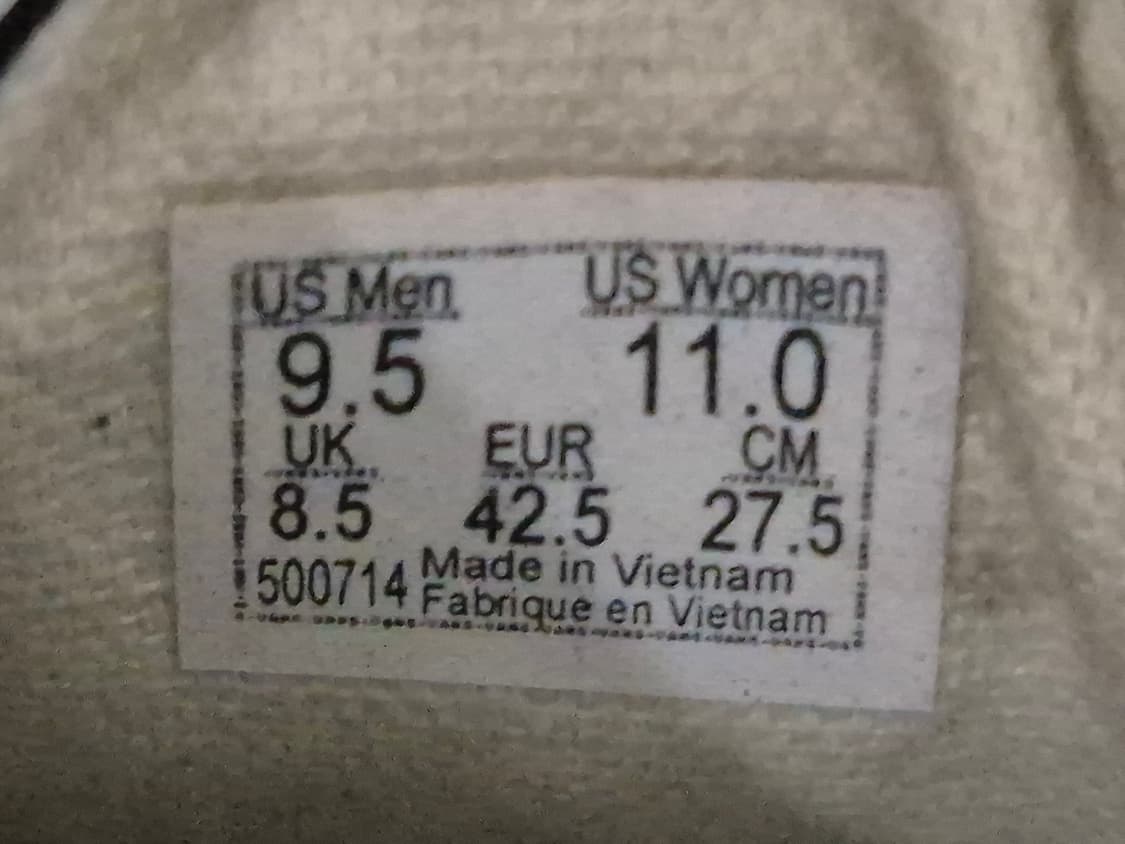 US Men US Women
9.5 11.0
UK EUR CM
8.5 42.5 27.5
500714 Made in Vietnam
Fabrique en Vietnam